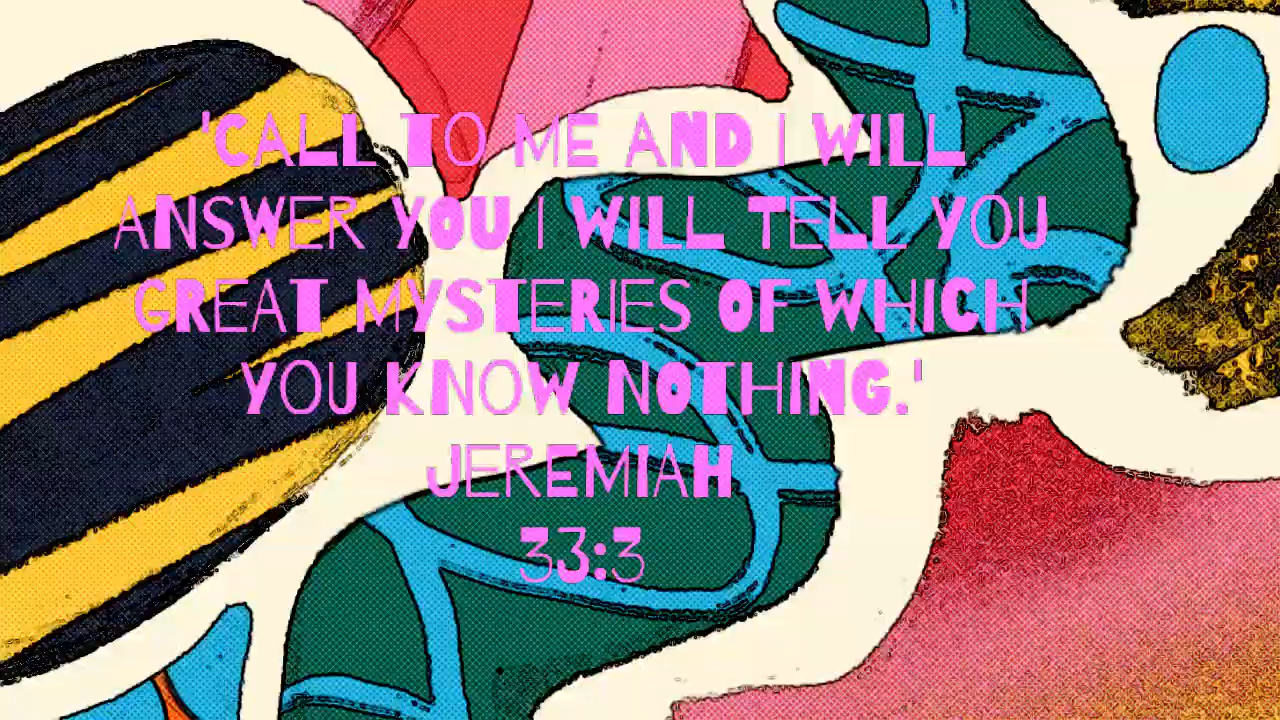 'CALL TO ME AND I WILL
ANSWER YOU I WILL TELL YOU
GREAT MYSTERIES OF WHICH
YOU KNOW NOTHING.'
JEREMIAH
33:3